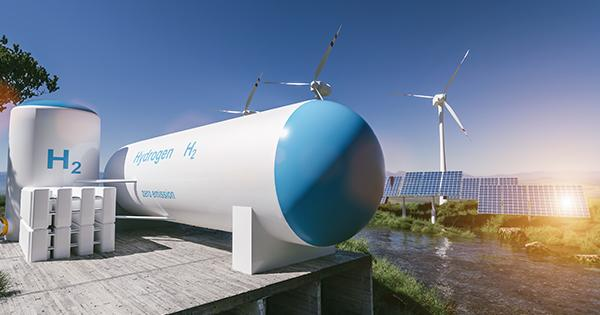 H2
Hydrogen H2
zero emission